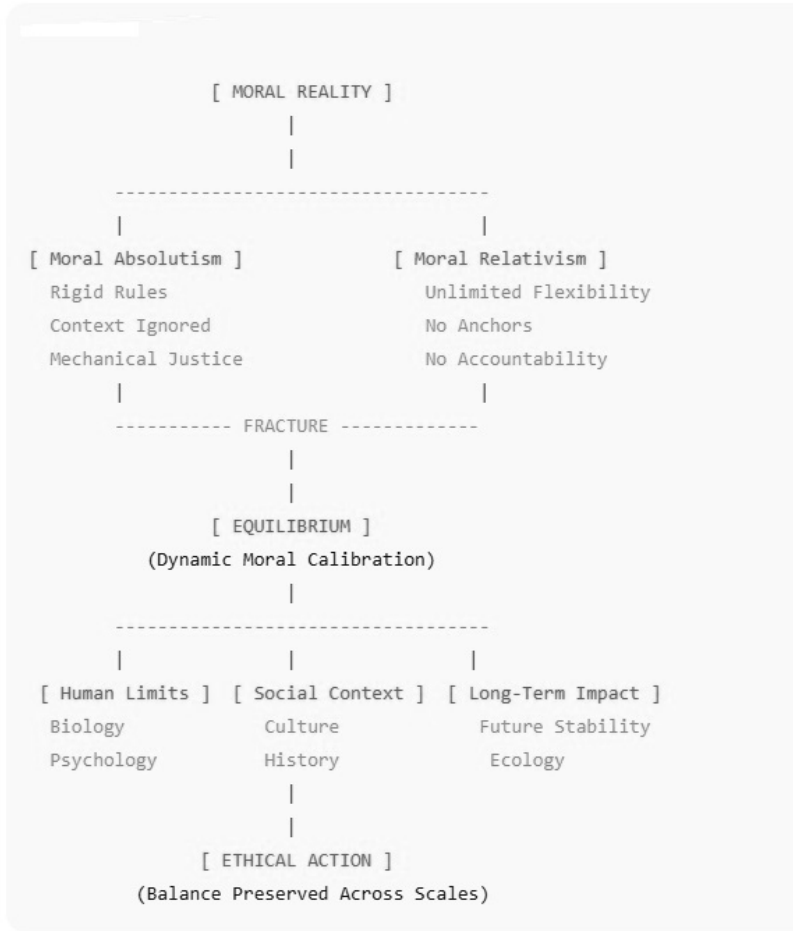 [ MORAL REALITY ]
[ Moral Absolutism ] [ Moral Relativism ]
Rigid Rules Unlimited Flexibility
Context Ignored No Anchors
Mechanical Justice No Accountability
----------- FRACTURE -------------
[ EQUILIBRIUM ]
(Dynamic Moral Calibration)
[ Human Limits ] [ Social Context ] [ Long-Term Impact ]
Biology Culture Future Stability
Psychology History Ecology
[ ETHICAL ACTION ]
(Balance Preserved Across Scales)